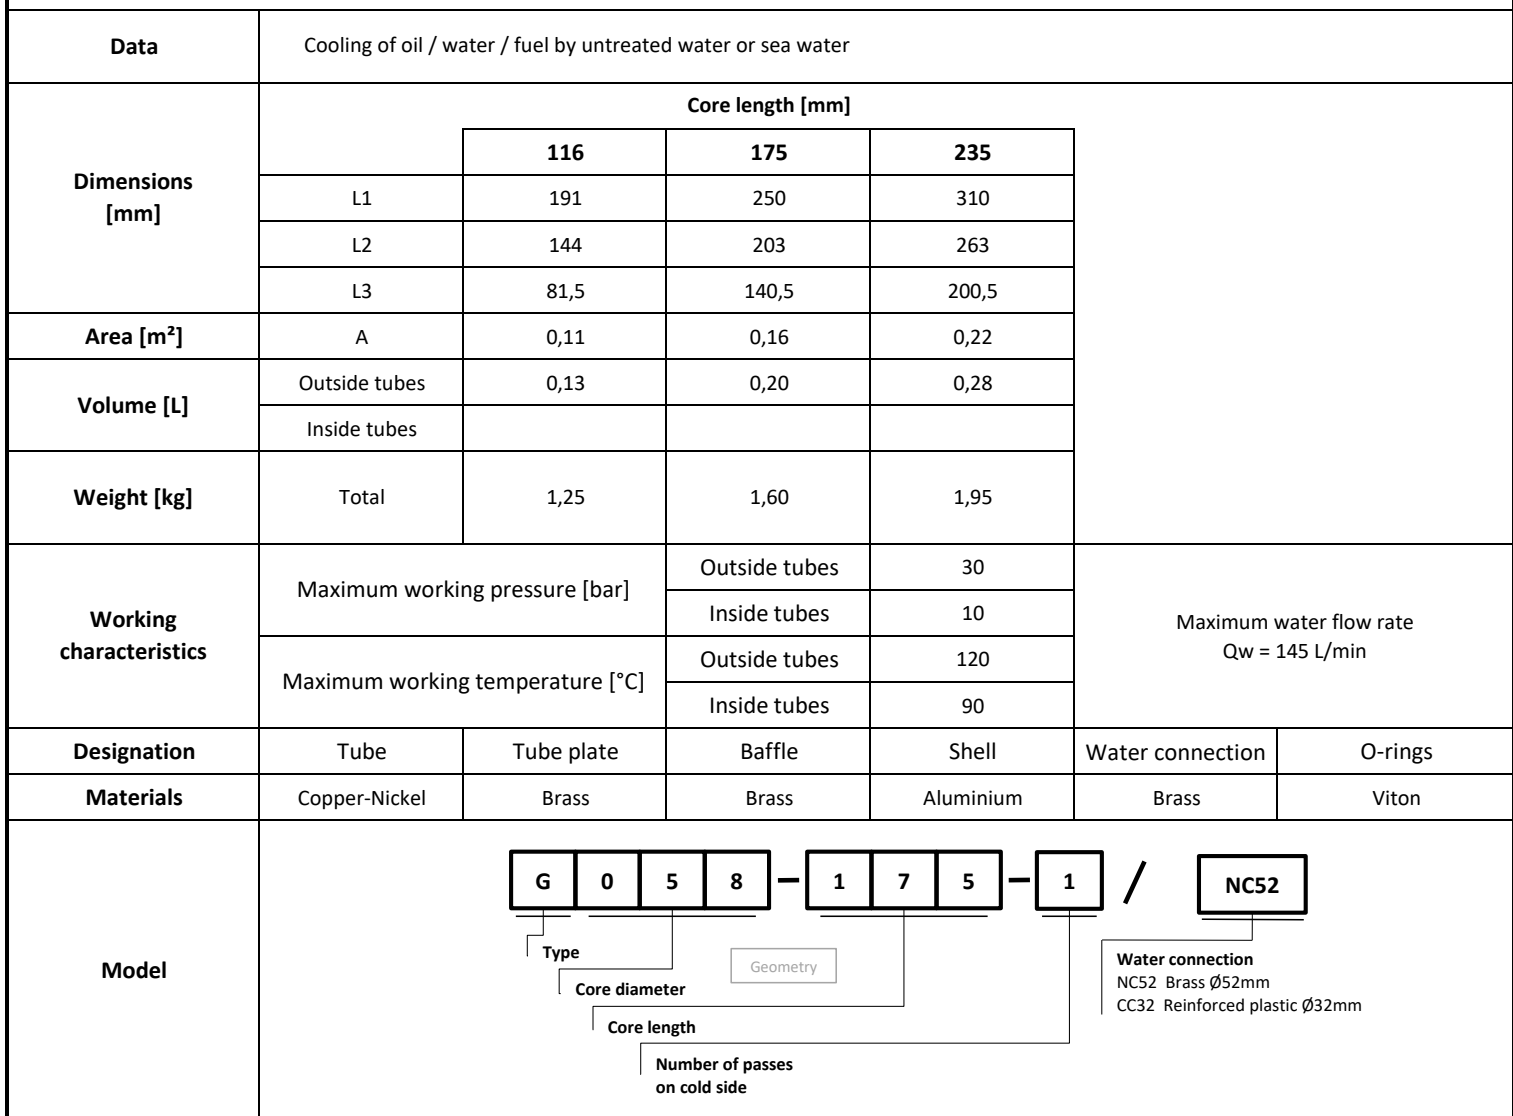 Data Cooling of oil / water / fuel by untreated water or sea water
Core length [mm]
116 175 235
Dimensions
[mm]
L1 191 250 310
L2 144 203 263
L3 81,5 140,5 200,5
Area [m²] A 0,11 0,16 0,22
Volume [L]
Outside tubes 0,13 0,20 0,28
Inside tubes
Weight [kg] Total 1,25 1,60 1,95
Working
characteristics
Maximum working pressure [bar]
Outside tubes 30
Inside tubes 10
Maximum working temperature [°C]
Outside tubes 120
Inside tubes 90
Maximum water flow rate
Qw = 145 L/min
Designation Tube Tube plate Baffle Shell Water connection O-rings
Materials Copper-Nickel Brass Brass Aluminium Brass Viton
Model
G 0 5 8 – 1 7 5 – 1 / NC52
Type
Geometry
Core diameter
Core length
Number of passes
on cold side
Water connection
NC52 Brass Ø52mm
CC32 Reinforced plastic Ø32mm